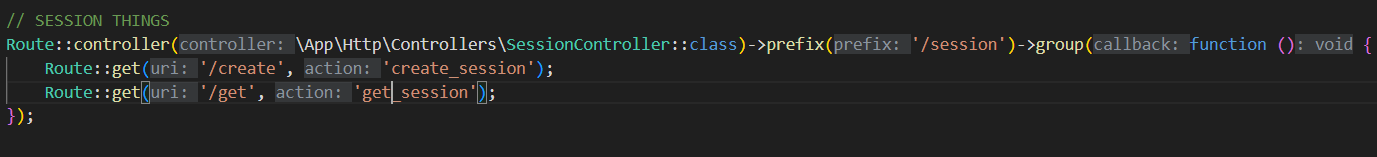 // SESSION THINGS
Route::controller(controller: \App\Http\Controllers\SessionController::class)->prefix(prefix: '/session')->group(callback: function (): void {
    Route::get(uri: '/create', action: 'create_session');
    Route::get(uri: '/get', action: 'get_session');
});